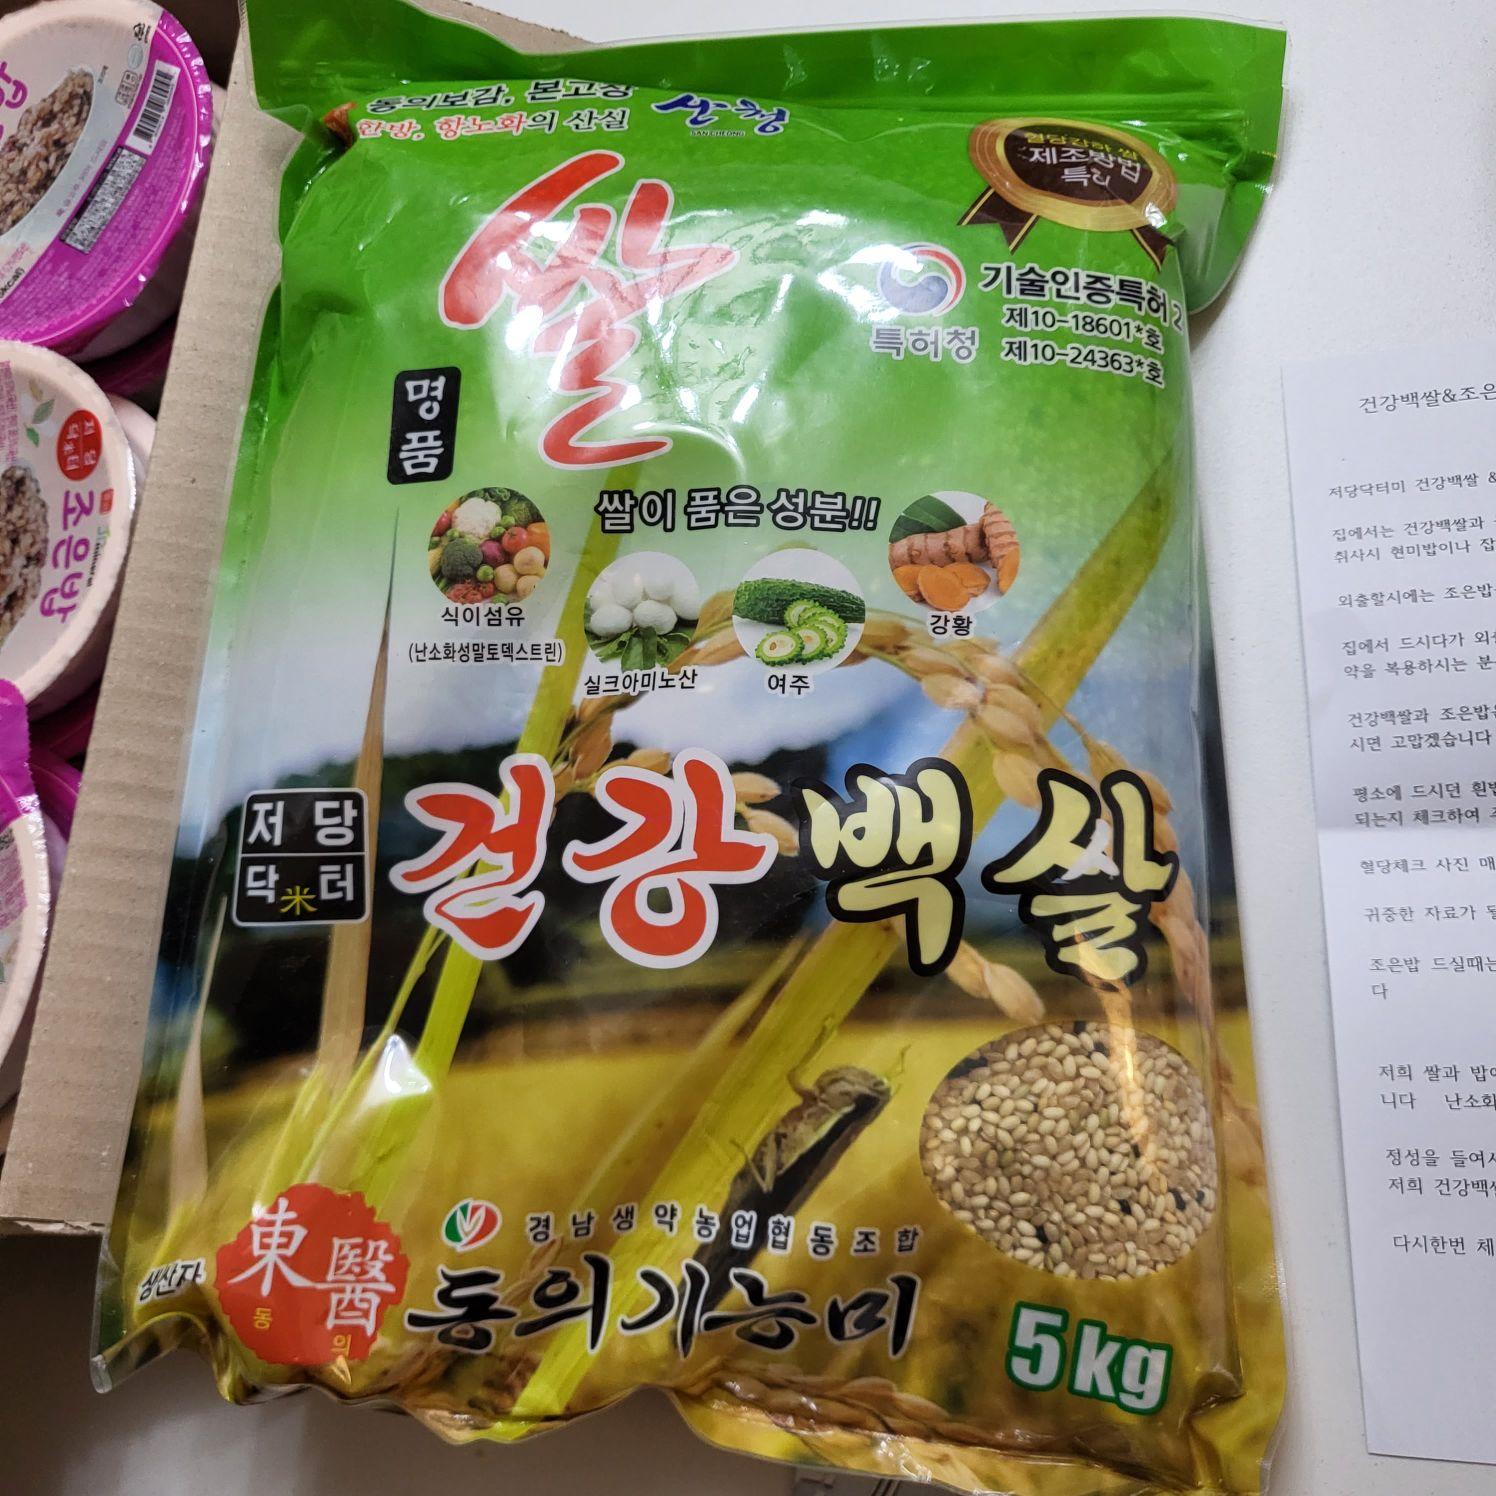 동의보감, 본고장
한방, 항노화의 산실
산청
SANCHEONG
혈당강하 쌀
제조방법
특허
쌀
명품
특허청
기술인증특허 2
제10-18601*호
제10-24363*호
쌀이 품은 성분!!
식이섬유
(난소화성말토덱스트린)
실크아미노산
여주
강황
저당
닥米터
건강백쌀
생산자
東醫
동의
경남생약농업협동조합
동의기능미
5kg
저당
닥米터
조은밥
건강백쌀&조은
저당닥터미 건강백쌀 &
집에서는 건강백쌀과
취사시 현미밥이나 잡
외출할시에는 조은밥
집에서 드시다가 외
약을 복용하시는 분
건강백쌀과 조은밥은
시면 고맙겠습니다
평소에 드시던 흰밥
되는지 체크하여
혈당체크 사진 매
귀중한 자료가 될
조은밥 드실때는
다
저희 쌀과 밥
니다 난소화
정성을 들여서
저희 건강백쌀
다시한번 체